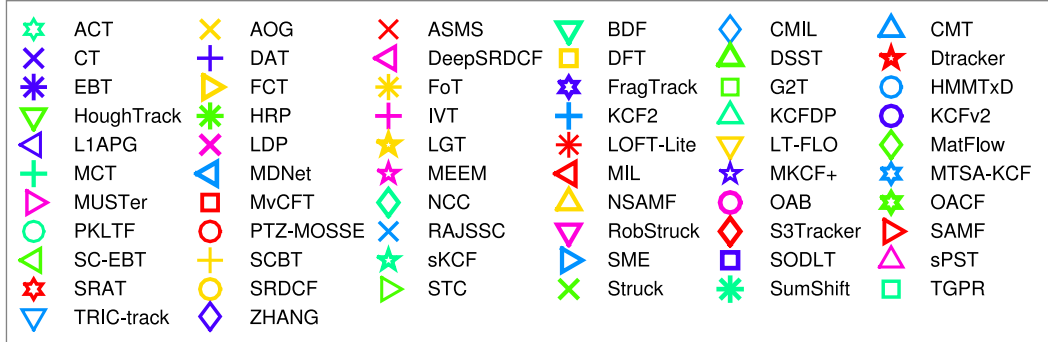 ACT AOG ASMS BDF CMIL CMT
CT DAT DeepSRDCF DFT DSST Dtracker
EBT FCT FoT FragTrack G2T HMMTxD
HoughTrack HRP IVT KCF2 KCFDP KCFv2
L1APG LDP LGT LOFT-Lite LT-FLO MatFlow
MCT MDNet MEEM MIL MKCF+ MTSA-KCF
MUSTer MvCFT NCC NSAMF OAB OACF
PKLTF PTZ-MOSSE RAJSSC RobStruck S3Tracker SAMF
SC-EBT SCBT sKCF SME SODLT sPST
SRAT SRDCF STC Struck SumShift TGPR
TRIC-track ZHANG